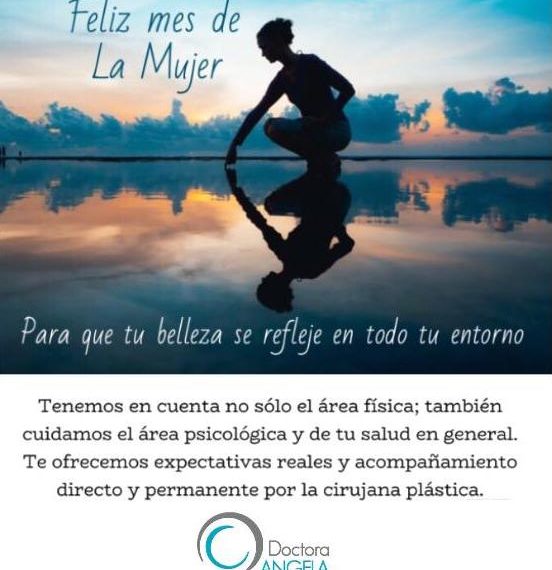 Feliz mes de
La Mujer
Para que tu belleza se refleje en todo tu entorno
Tenemos en cuenta no sólo el área física; también
cuidamos el área psicológica y de tu salud en general.
Te ofrecemos expectativas reales y acompañamiento
directo y permanente por la cirujana plástica.
Doctora
ANGELA